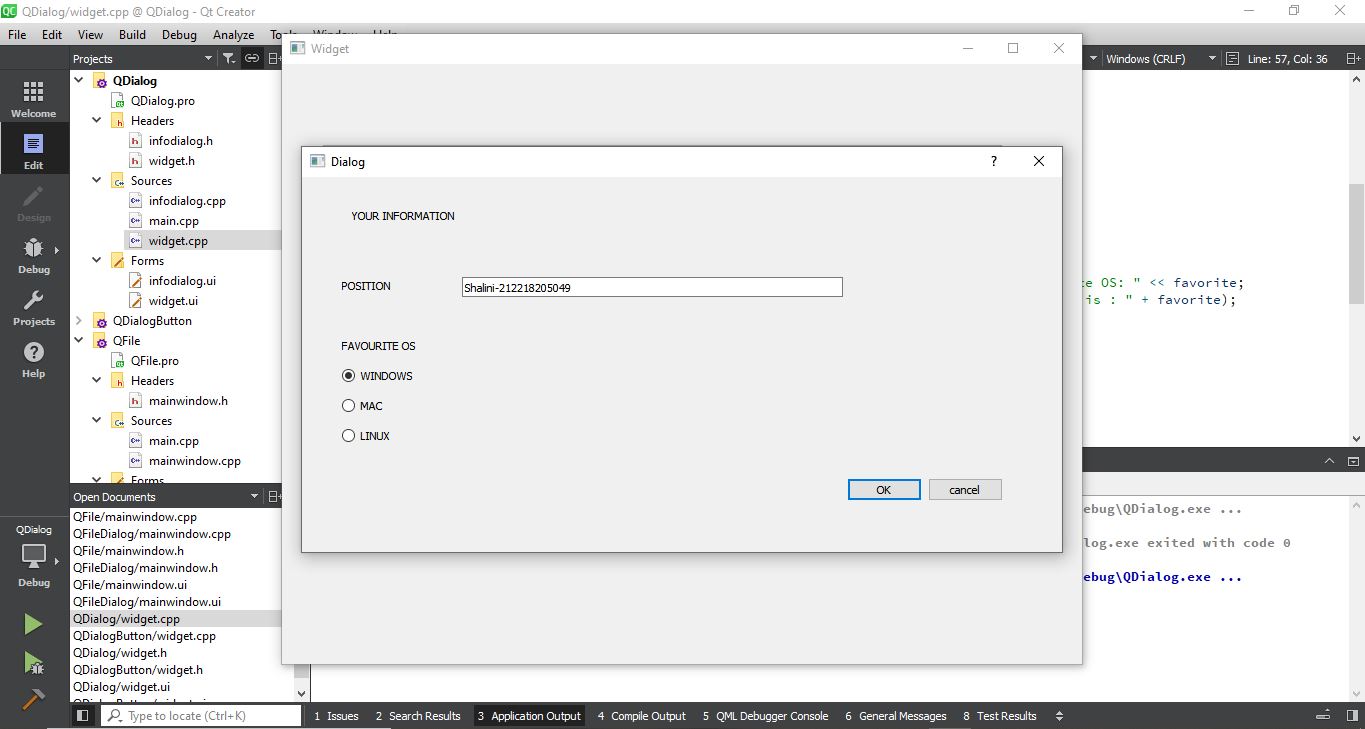 QC QDialog/widget.cpp @ QDialog - Qt Creator
File Edit View Build Debug Analyze
Widget
Projects
Windows (CRLF) Line: 57, Col: 36
Welcome
Edit
Design
Debug
Projects
Help
QDialog
QDialog.pro
Headers
infodialog.h
widget.h
Sources
infodialog.cpp
main.cpp
widget.cpp
Forms
infodialog.ui
widget.ui
QDialogButton
QFile
QFile.pro
Headers
mainwindow.h
Sources
main.cpp
mainwindow.cpp
Forms
Dialog ?
YOUR INFORMATION
POSITION Shalini-212218205049
FAVOURITE OS
WINDOWS
MAC
LINUX
OK cancel
OS: " << favorite;
is : " + favorite);
Open Documents
QFile/mainwindow.cpp
QFileDialog/mainwindow.cpp
QFile/mainwindow.h
QFileDialog/mainwindow.h
QFile/mainwindow.ui
QFileDialog/mainwindow.ui
QDialog/widget.cpp
QDialogButton/widget.cpp
QDialog/widget.h
QDialogButton/widget.h
QDialog/widget.ui
QDialog
Debug
ebug\QDialog.exe ...
log.exe exited with code 0
ebug\QDialog.exe ...
Type to locate (Ctrl+K) 1 Issues 2 Search Results 3 Application Output 4 Compile Output 5 QML Debugger Console 6 General Messages 8 Test Results